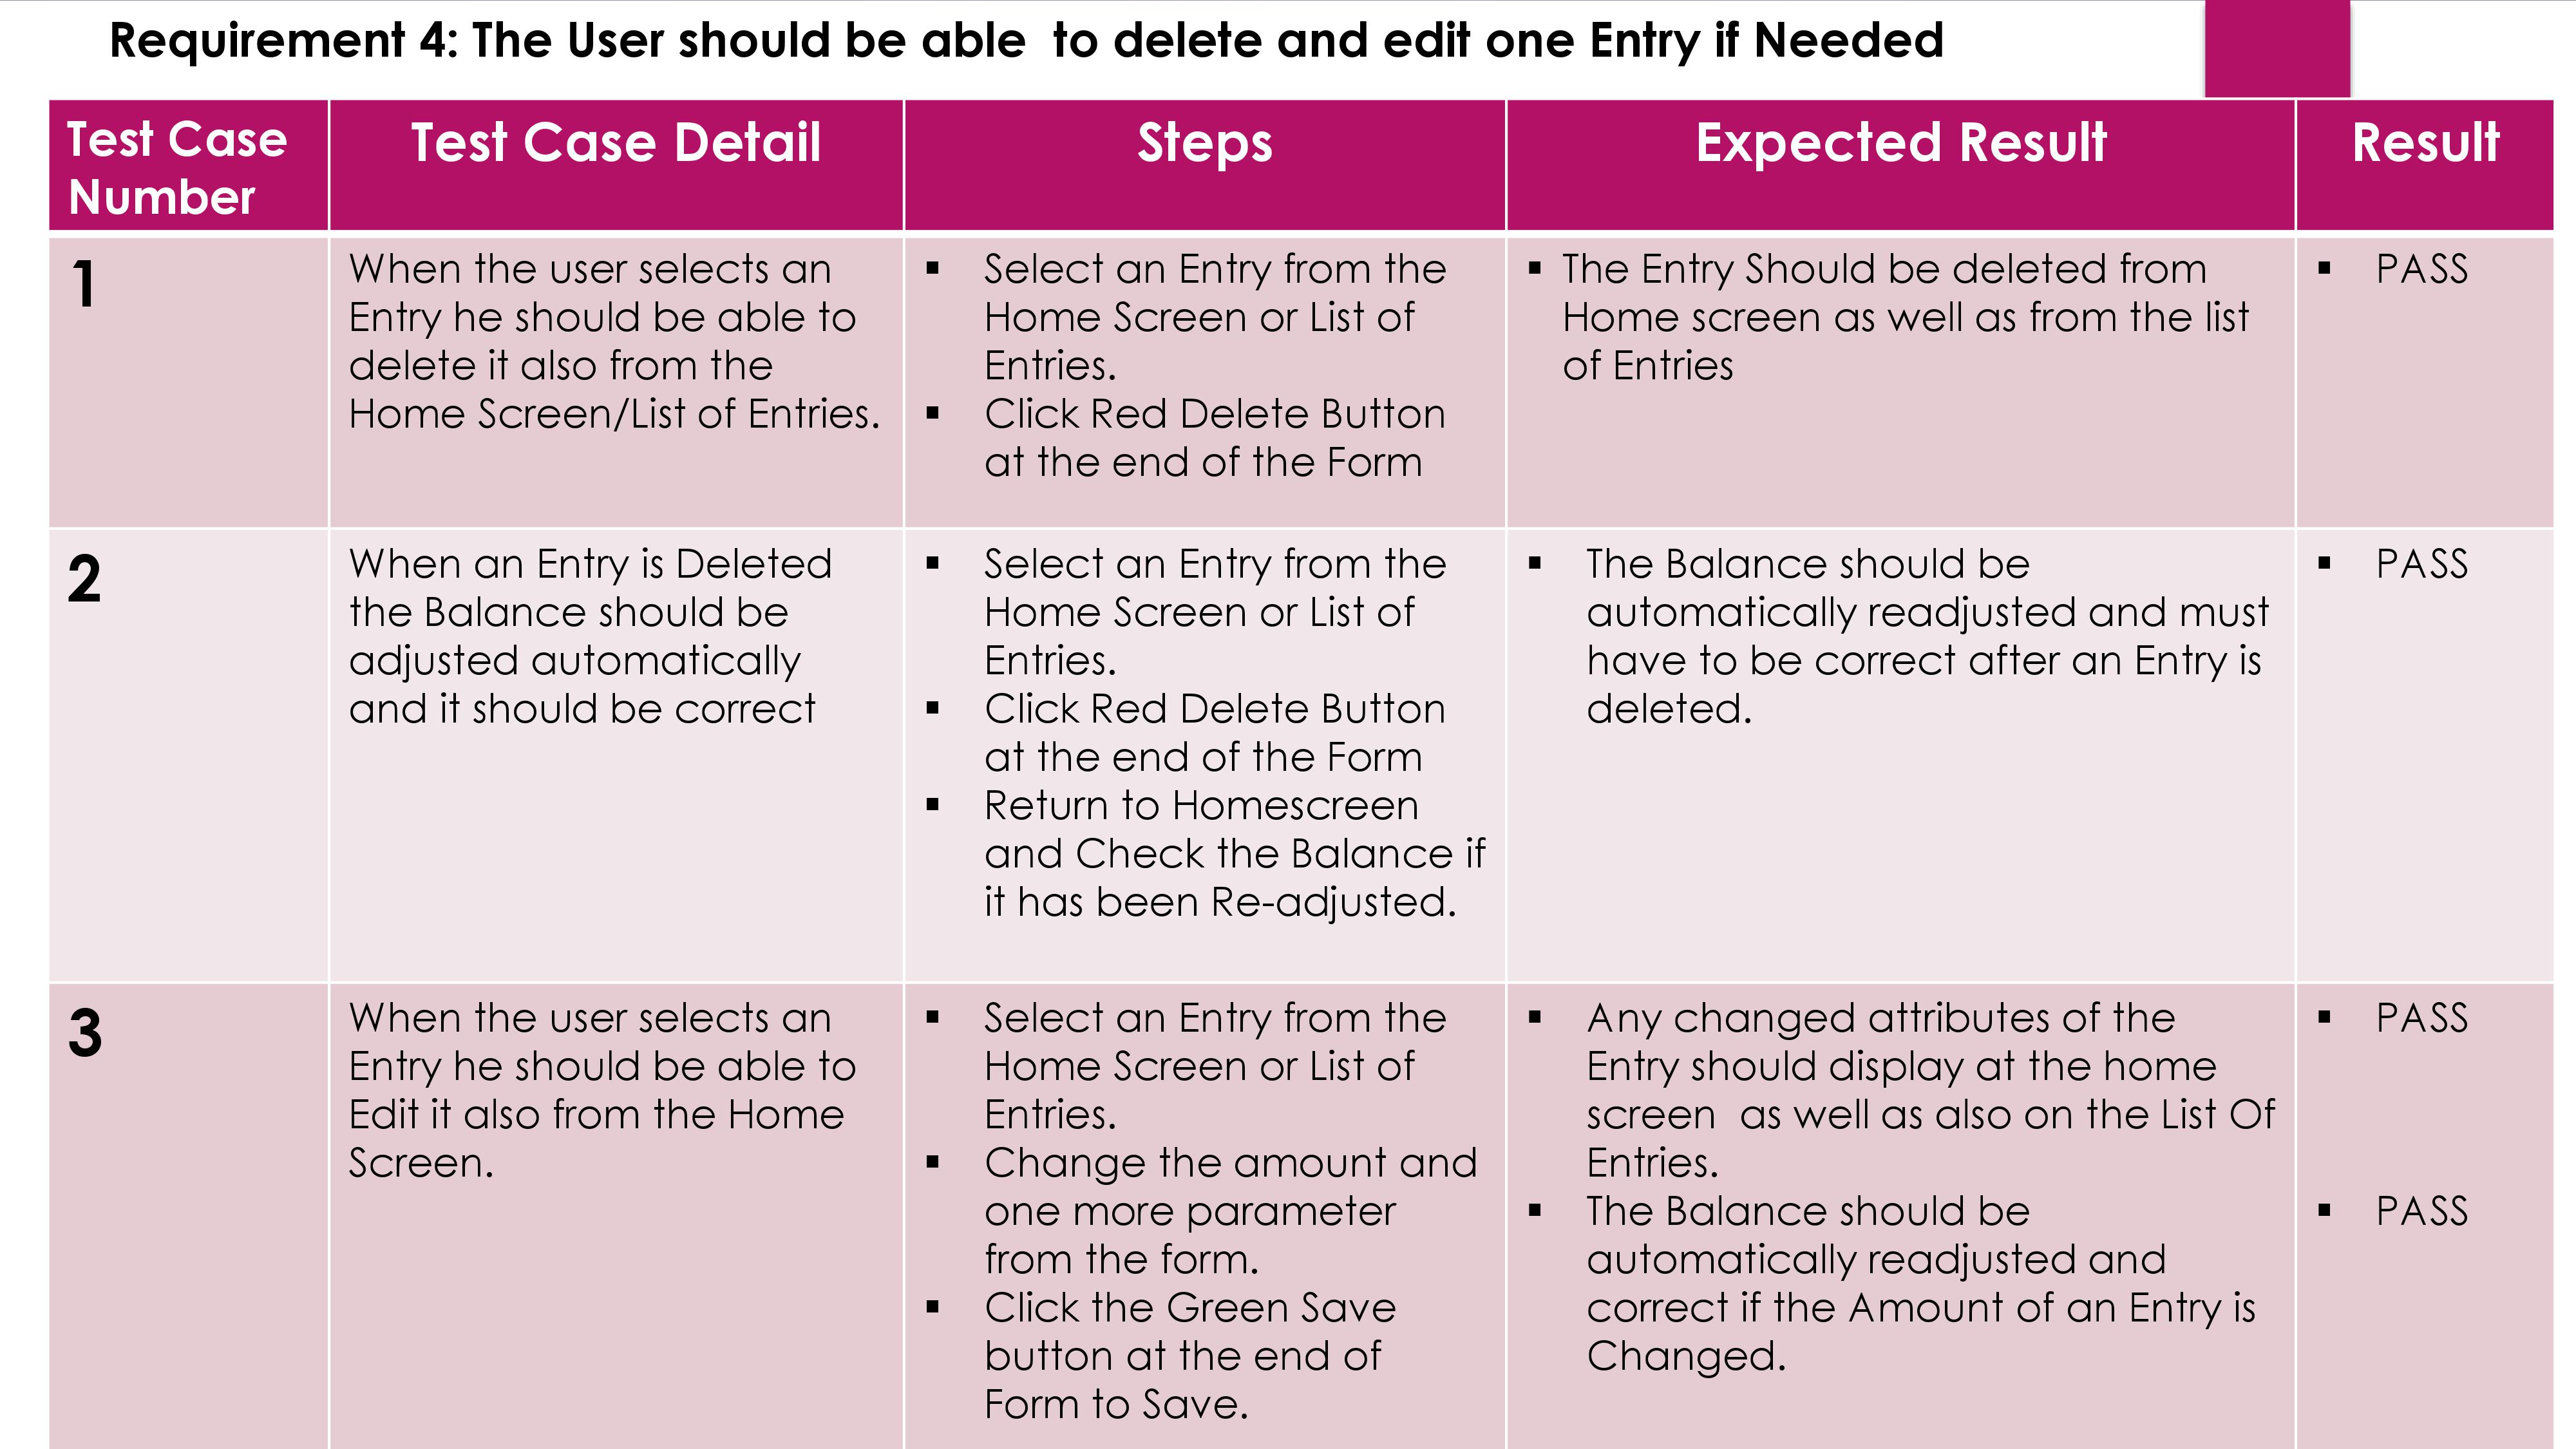 Requirement 4: The User should be able  to delete and edit one Entry if Needed
Test Case
Number
Test Case Detail
Steps
Expected Result
Result
1
When the user selects an
Entry he should be able to
delete it also from the
Home Screen/List of Entries.
▪ Select an Entry from the
Home Screen or List of
Entries.
▪ Click Red Delete Button
at the end of the Form
▪ The Entry Should be deleted from
Home screen as well as from the list
of Entries
▪ PASS
2
When an Entry is Deleted
the Balance should be
adjusted automatically
and it should be correct
▪ Select an Entry from the
Home Screen or List of
Entries.
▪ Click Red Delete Button
at the end of the Form
▪ Return to Homescreen
and Check the Balance if
it has been Re-adjusted.
▪ The Balance should be
automatically readjusted and must
have to be correct after an Entry is
deleted.
▪ PASS
3
When the user selects an
Entry he should be able to
Edit it also from the Home
Screen.
▪ Select an Entry from the
Home Screen or List of
Entries.
▪ Change the amount and
one more parameter
from the form.
▪ Click the Green Save
button at the end of
Form to Save.
▪ Any changed attributes of the
Entry should display at the home
screen  as well as also on the List Of
Entries.
▪ The Balance should be
automatically readjusted and
correct if the Amount of an Entry is
Changed.
▪ PASS
▪ PASS